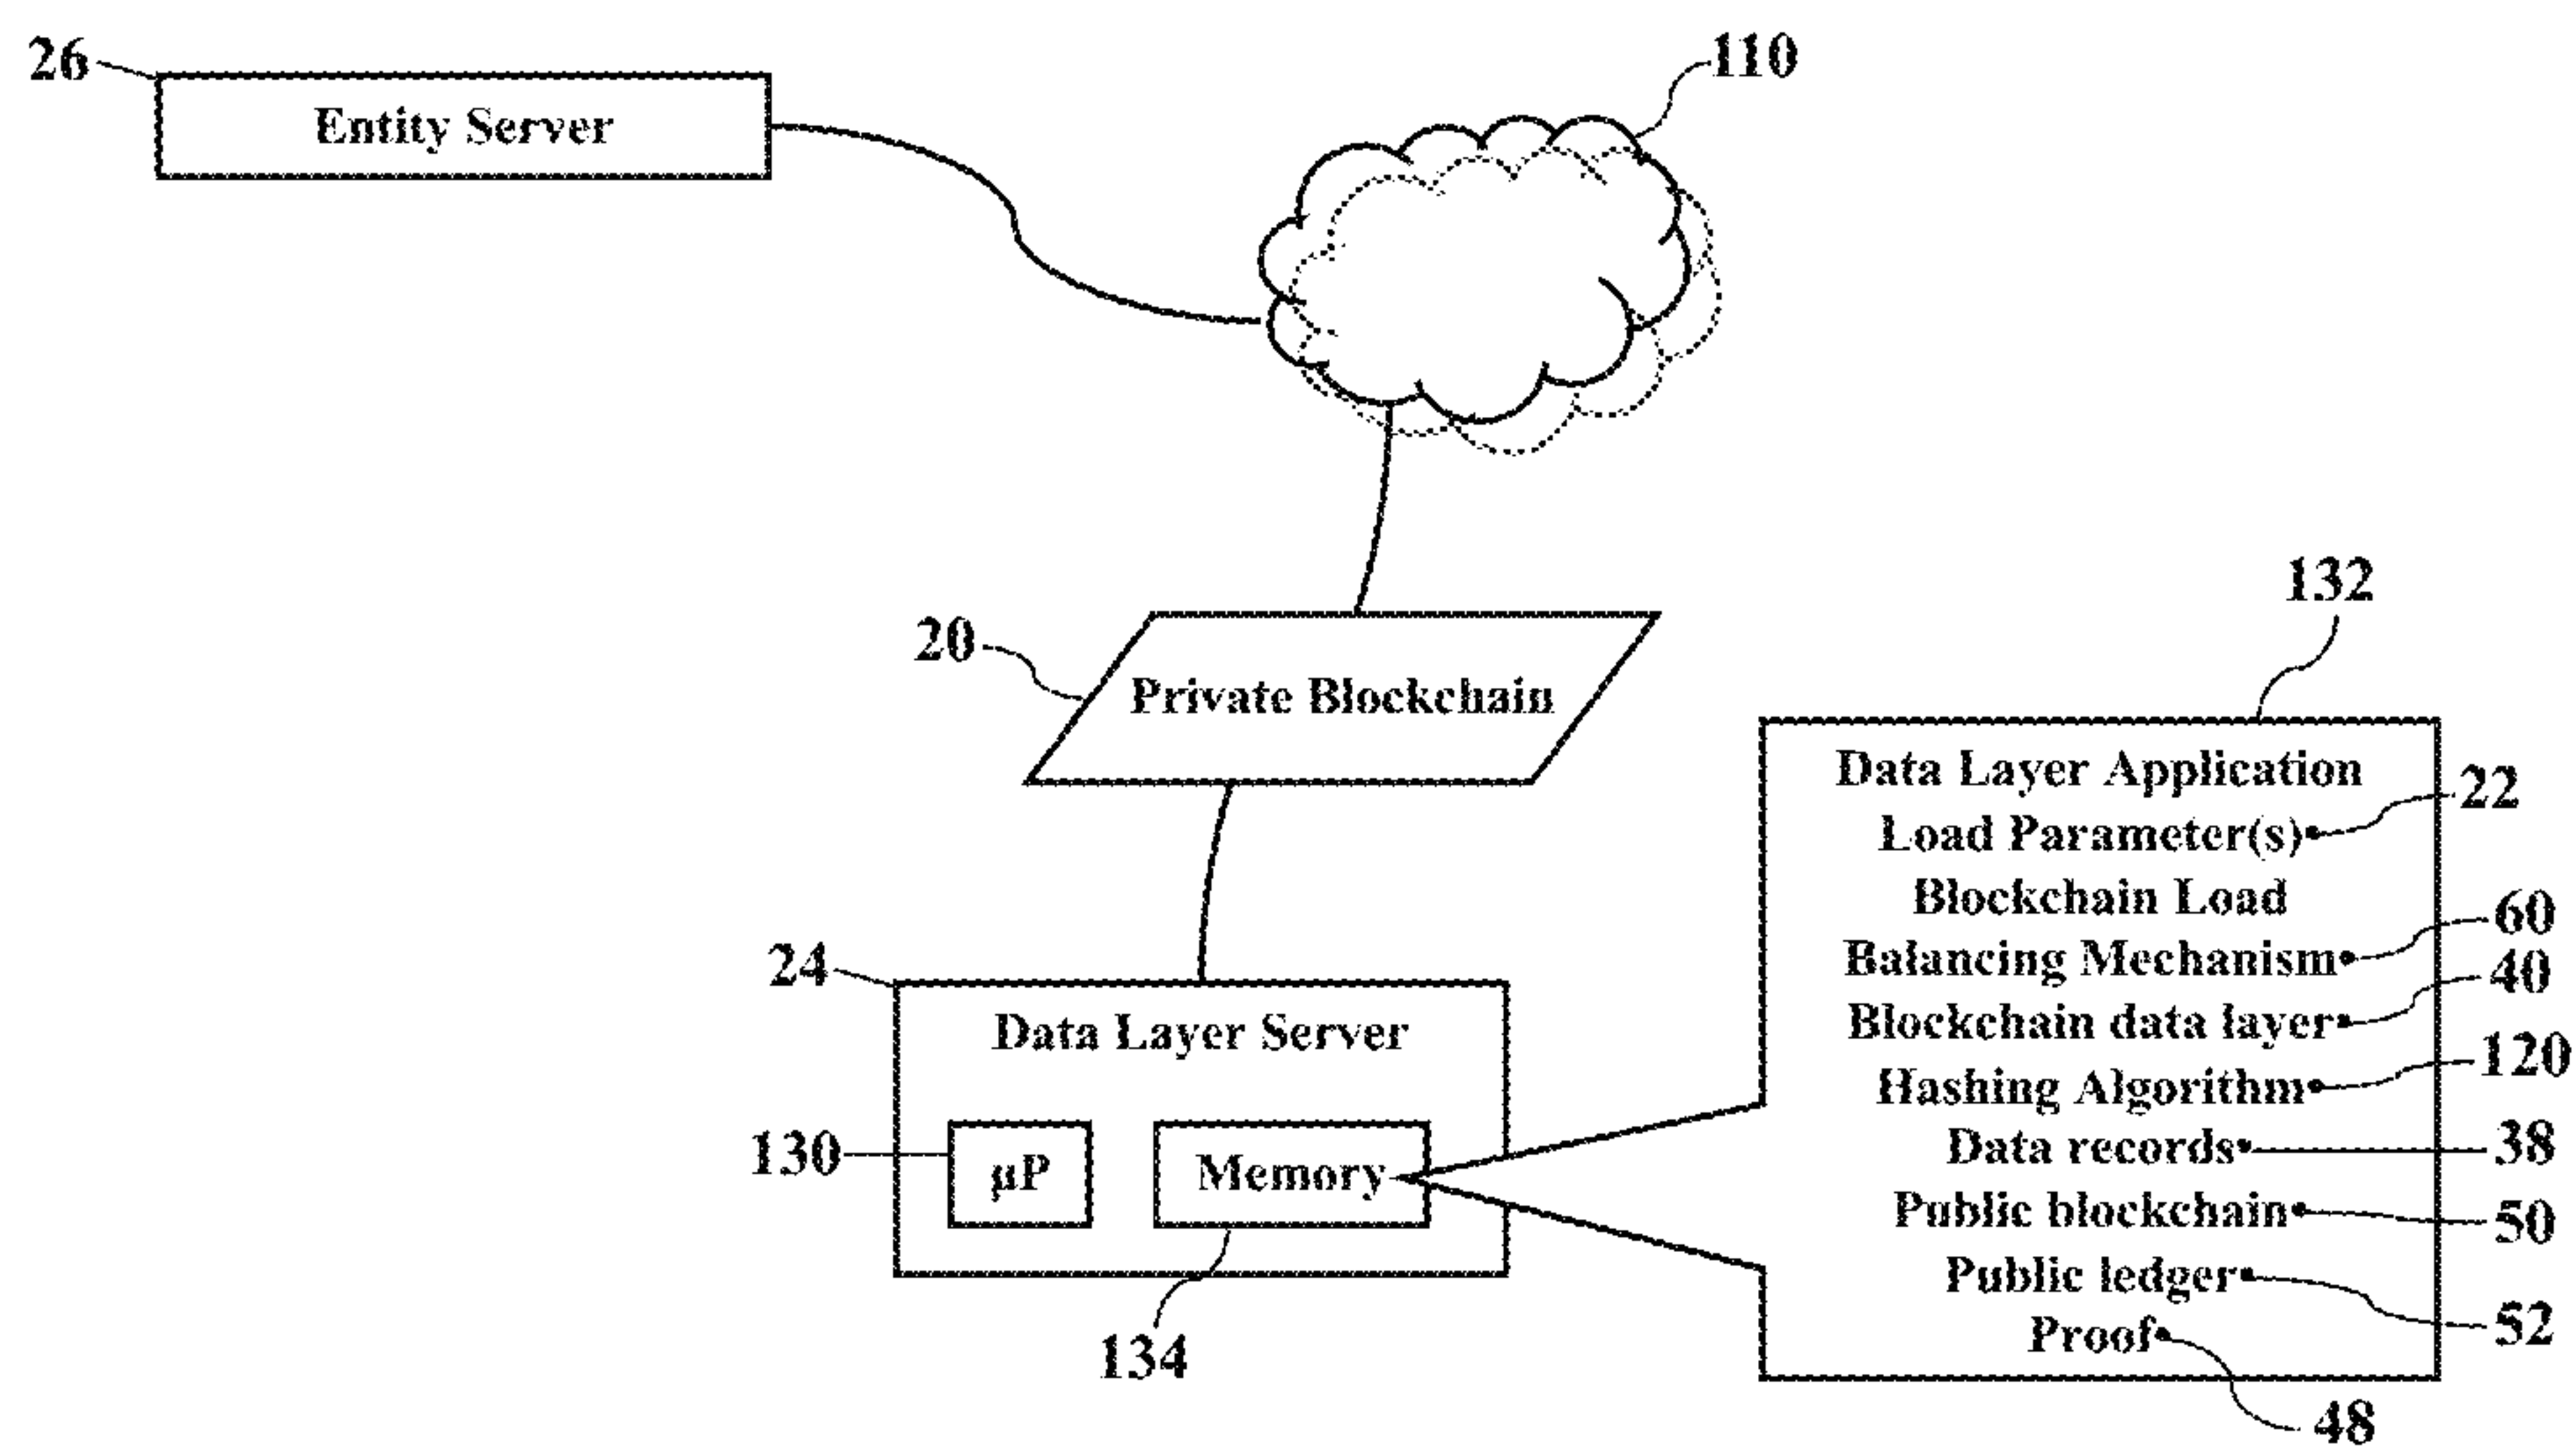 26
Entity Server
110
20
Private Blockchain
132
Data Layer Application
22
Load Parameter(s)
Blockchain Load
60
Balancing Mechanism
40
Blockchain data layer
120
Hashing Algorithm
Data records
38
Public blockchain
50
Public ledger
52
Proof
48
24
Data Layer Server
130
µP
Memory
134